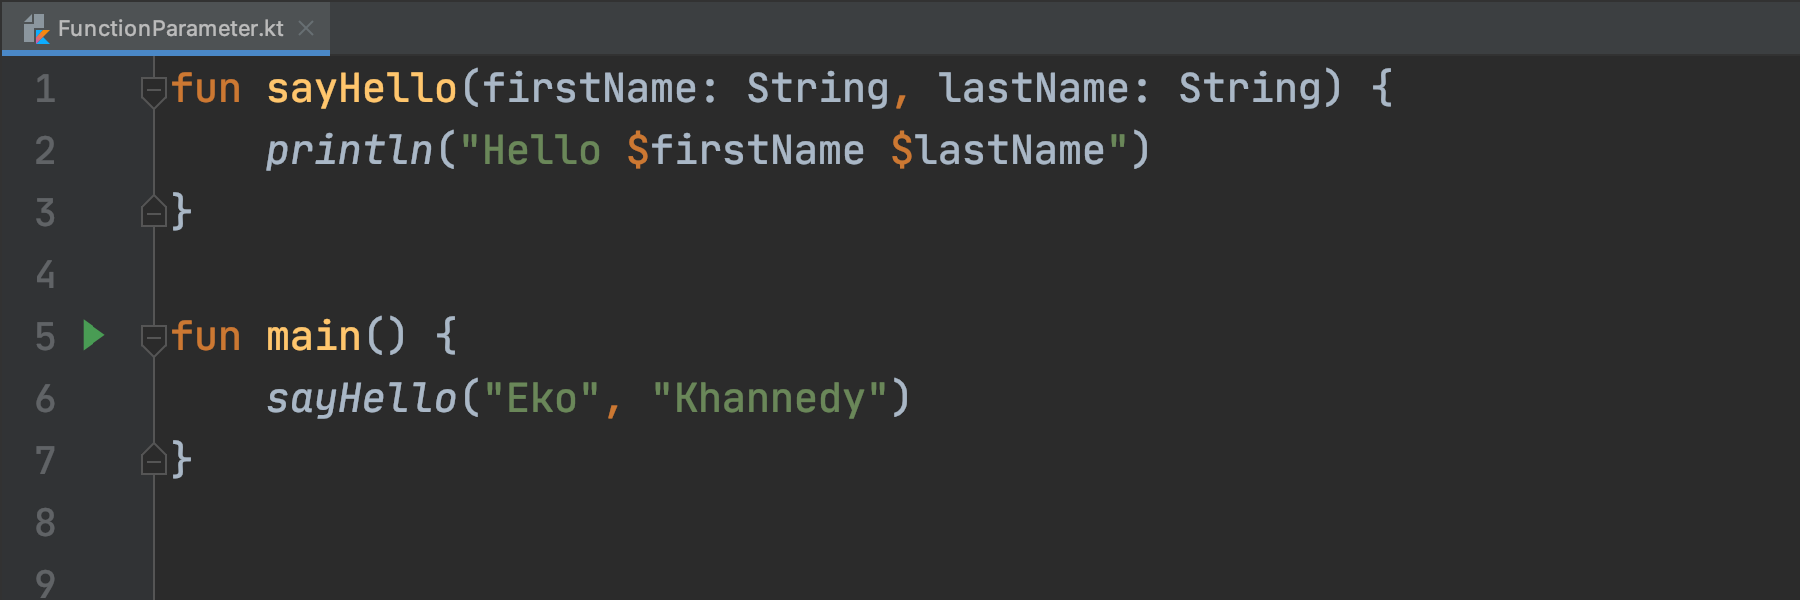 FunctionParameter.kt
1 fun sayHello(firstName: String, lastName: String) {
2     println("Hello $firstName $lastName")
3 }
4
5 fun main() {
6     sayHello("Eko", "Khannedy")
7 }
8
9